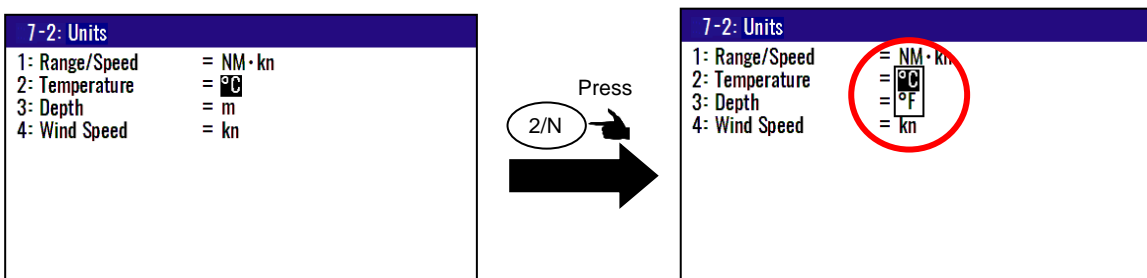 7-2: Units
1: Range/Speed = NM・kn
2: Temperature = °C
3: Depth = m
4: Wind Speed = kn
Press
2/N
7-2: Units
1: Range/Speed = NM・kn
2: Temperature = °C
3: Depth = °F
4: Wind Speed = kn